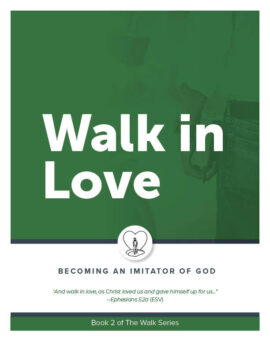 Walk in
Love
BECOMING AN IMITATOR OF GOD
"And walk in love, as Christ loved us and gave himself up for us..."
--Ephesians 5:2a (ESV)
Book 2 of The Walk Series